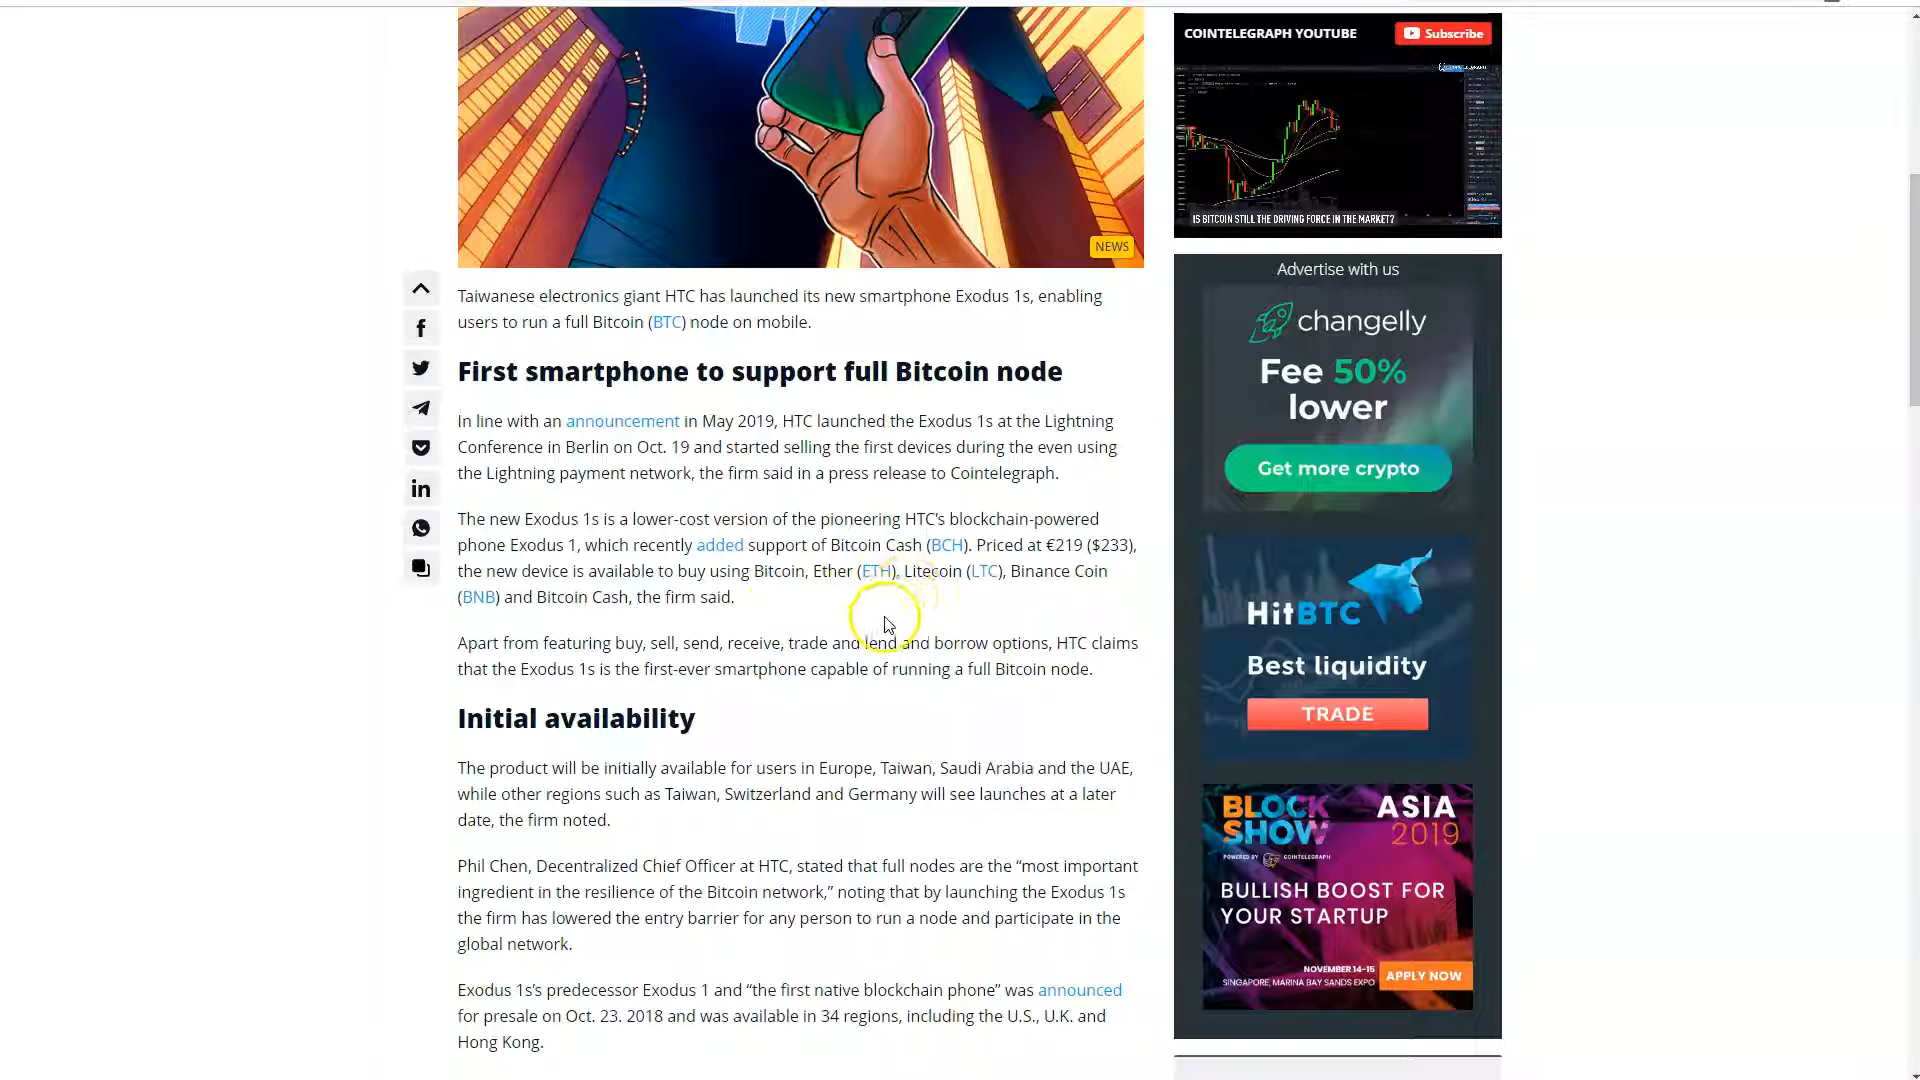 COINTELEGRAPH YOUTUBE
Subscribe
IS BITCOIN STILL THE DRIVING FORCE IN THE MARKET?
NEWS
Taiwanese electronics giant HTC has launched its new smartphone Exodus 1s, enabling
users to run a full Bitcoin (BTC) node on mobile.
First smartphone to support full Bitcoin node
In line with an announcement in May 2019, HTC launched the Exodus 1s at the Lightning
Conference in Berlin on Oct. 19 and started selling the first devices during the even using
the Lightning payment network, the firm said in a press release to Cointelegraph.
The new Exodus 1s is a lower-cost version of the pioneering HTC’s blockchain-powered
phone Exodus 1, which recently added support of Bitcoin Cash (BCH). Priced at €219 ($233),
the new device is available to buy using Bitcoin, Ether (ETH), Litecoin (LTC), Binance Coin
(BNB) and Bitcoin Cash, the firm said.
Apart from featuring buy, sell, send, receive, trade and lend and borrow options, HTC claims
that the Exodus 1s is the first-ever smartphone capable of running a full Bitcoin node.
Initial availability
The product will be initially available for users in Europe, Taiwan, Saudi Arabia and the UAE,
while other regions such as Taiwan, Switzerland and Germany will see launches at a later
date, the firm noted.
Phil Chen, Decentralized Chief Officer at HTC, stated that full nodes are the “most important
ingredient in the resilience of the Bitcoin network,” noting that by launching the Exodus 1s
the firm has lowered the entry barrier for any person to run a node and participate in the
global network.
Exodus 1s’s predecessor Exodus 1 and “the first native blockchain phone” was announced
for presale on Oct. 23. 2018 and was available in 34 regions, including the U.S., U.K. and
Hong Kong.
Advertise with us
changelly
Fee 50%
lower
Get more crypto
HitBTC
Best liquidity
TRADE
BLOCK
SHOW
ASIA
2019
POWERED BY COINTELEGRAPH
BULLISH BOOST FOR
YOUR STARTUP
NOVEMBER 14-15
SINGAPORE, MARINA BAY SANDS EXPO
APPLY NOW